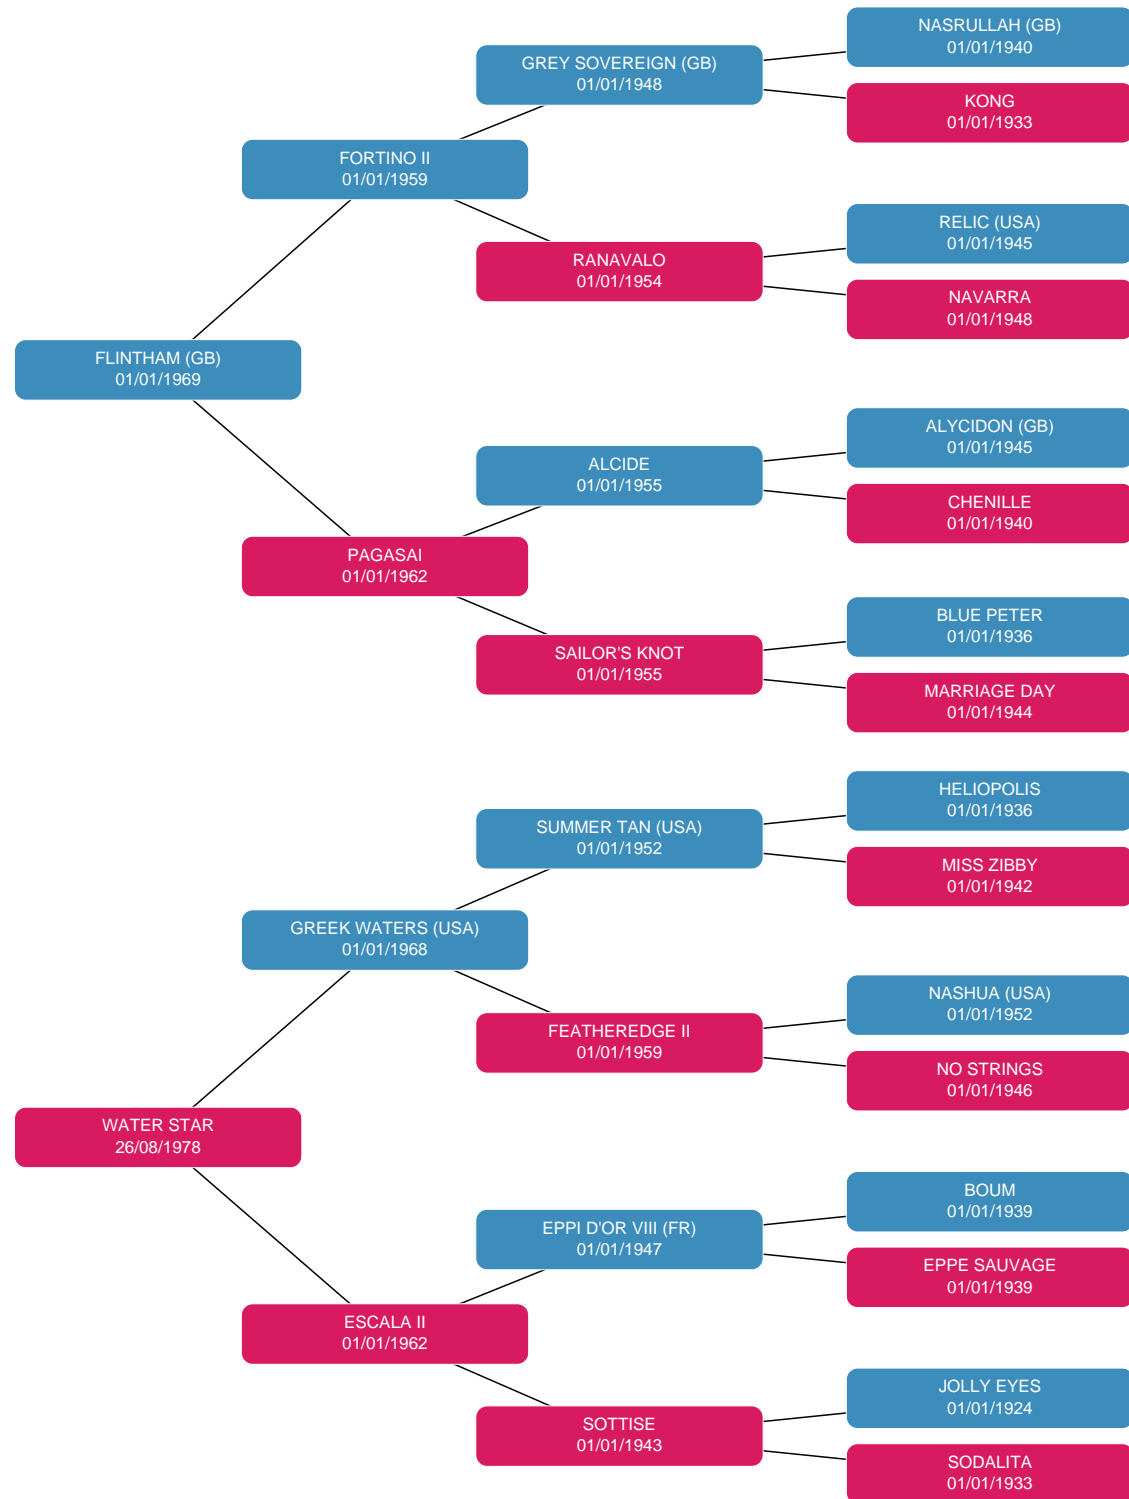 NASRULLAH (GB)
01/01/1940
GREY SOVEREIGN (GB)
01/01/1948
KONG
01/01/1933
FORTINO II
01/01/1959
RELIC (USA)
01/01/1945
RANAVALO
01/01/1954
NAVARRA
01/01/1948
FLINTHAM (GB)
01/01/1969
ALYCIDON (GB)
01/01/1945
ALCIDE
01/01/1955
CHENILLE
01/01/1940
PAGASAI
01/01/1962
BLUE PETER
01/01/1936
SAILOR'S KNOT
01/01/1955
MARRIAGE DAY
01/01/1944
HELIOPOLIS
01/01/1936
SUMMER TAN (USA)
01/01/1952
MISS ZIBBY
01/01/1942
GREEK WATERS (USA)
01/01/1968
NASHUA (USA)
01/01/1952
FEATHEREDGE II
01/01/1959
NO STRINGS
01/01/1946
WATER STAR
26/08/1978
BOUM
01/01/1939
EPPI D'OR VIII (FR)
01/01/1947
EPPE SAUVAGE
01/01/1939
ESCALA II
01/01/1962
JOLLY EYES
01/01/1924
SOTTISE
01/01/1943
SODALITA
01/01/1933